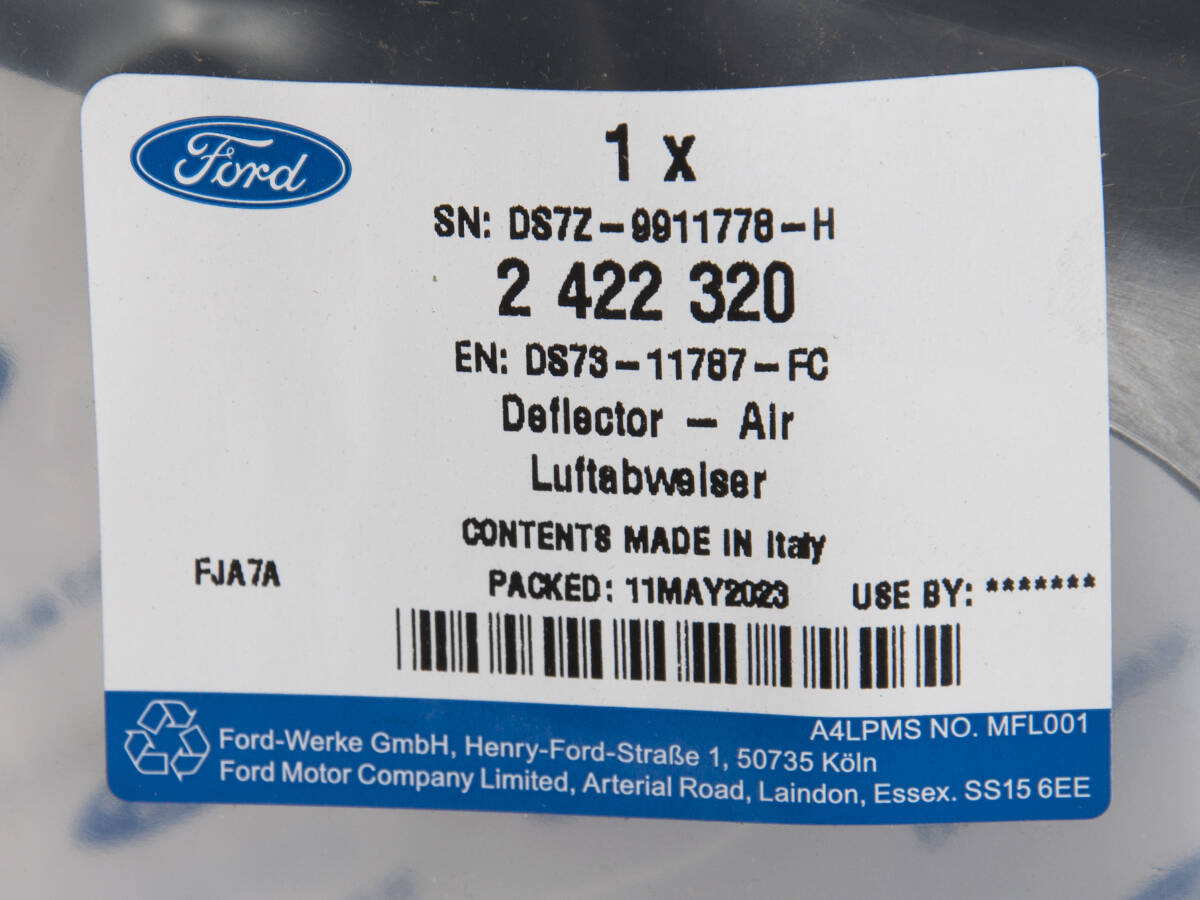 Ford
1 x
SN: DS7Z-9911778-H
2 422 320
EN: DS73-11787-FC
Deflector - Air
Luftabweiser
CONTENTS MADE IN Italy
FJA7A
PACKED: 11MAY2023 USE BY: *******
A4LPMS NO. MFL001
Ford-Werke GmbH, Henry-Ford-Straße 1, 50735 Köln
Ford Motor Company Limited, Arterial Road, Laindon, Essex. SS15 6EE